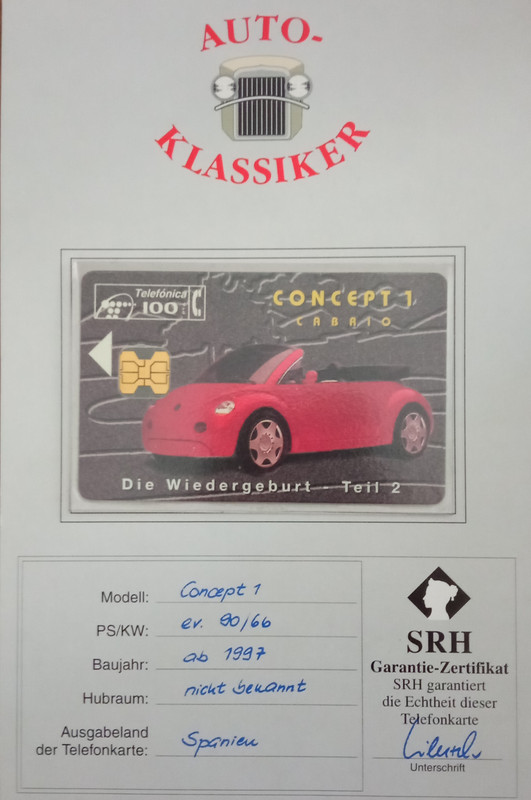 AUTO-
KLASSIKER
Telefónica
100
CONCEPT 1
CABRIO
Die Wiedergeburt - Teil 2
Modell: Concept 1
PS/KW: ev. 90/66
Baujahr: ab 1997
Hubraum: nicht bekannt
Ausgabeland
der Telefonkarte: Spanien
SRH
Garantie-Zertifikat
SRH garantiert
die Echtheit dieser
Telefonkarte
Unterschrift